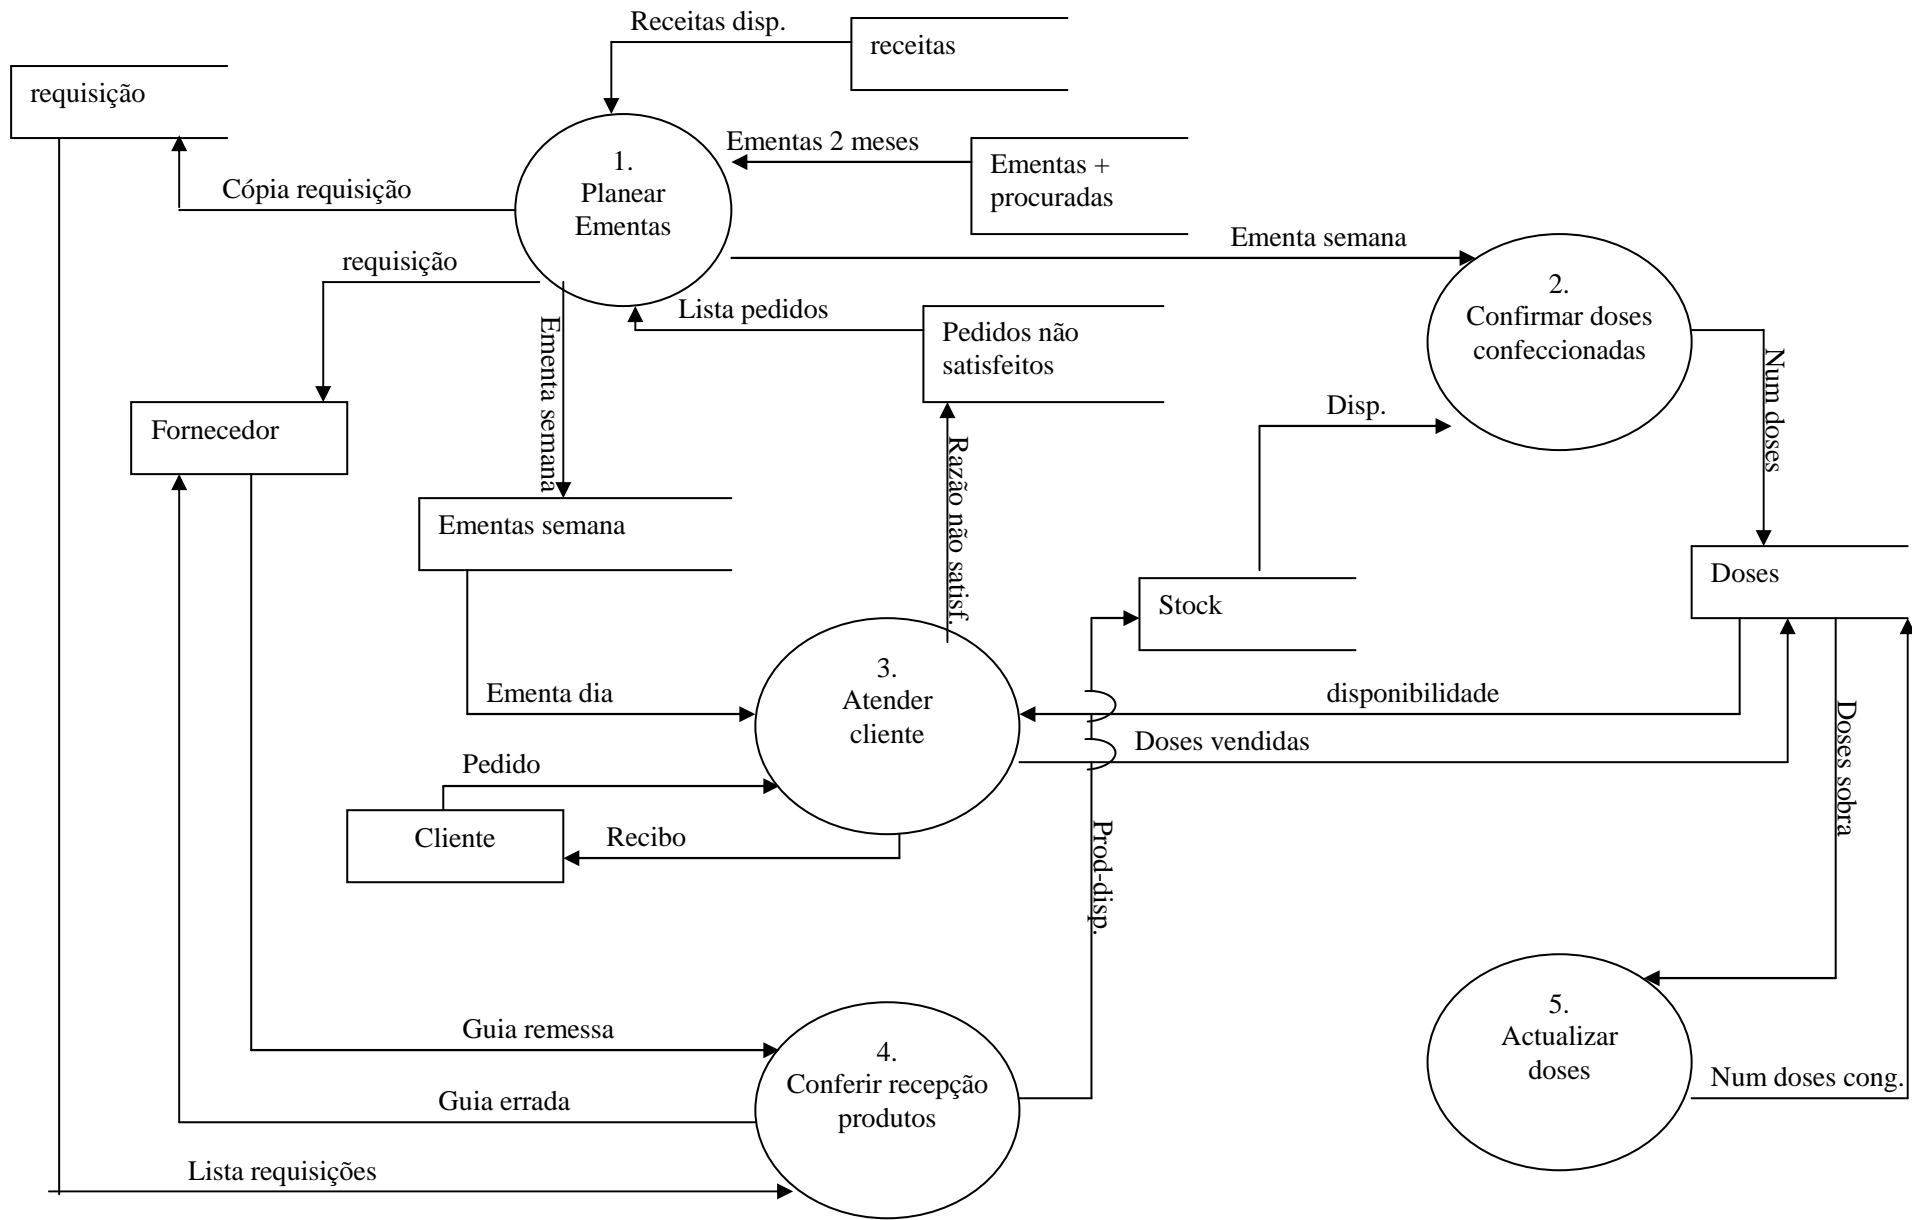 Receitas disp.
receitas
requisição
Ementas 2 meses
1.
Planear
Ementas
Ementas +
procuradas
Cópia requisição
Ementa semana
requisição
2.
Confirmar doses
confeccionadas
Lista pedidos
Pedidos não
satisfeitos
Ementa semana
Num doses
Disp.
Fornecedor
Razão não satisf.
Ementas semana
Doses
Stock
3.
Atender
cliente
Ementa dia
disponibilidade
Doses vendidas
Doses sobra
Pedido
Cliente
Recibo
Prod-disp.
Guia remessa
4.
Conferir recepção
produtos
5.
Actualizar
doses
Num doses cong.
Guia errada
Lista requisições